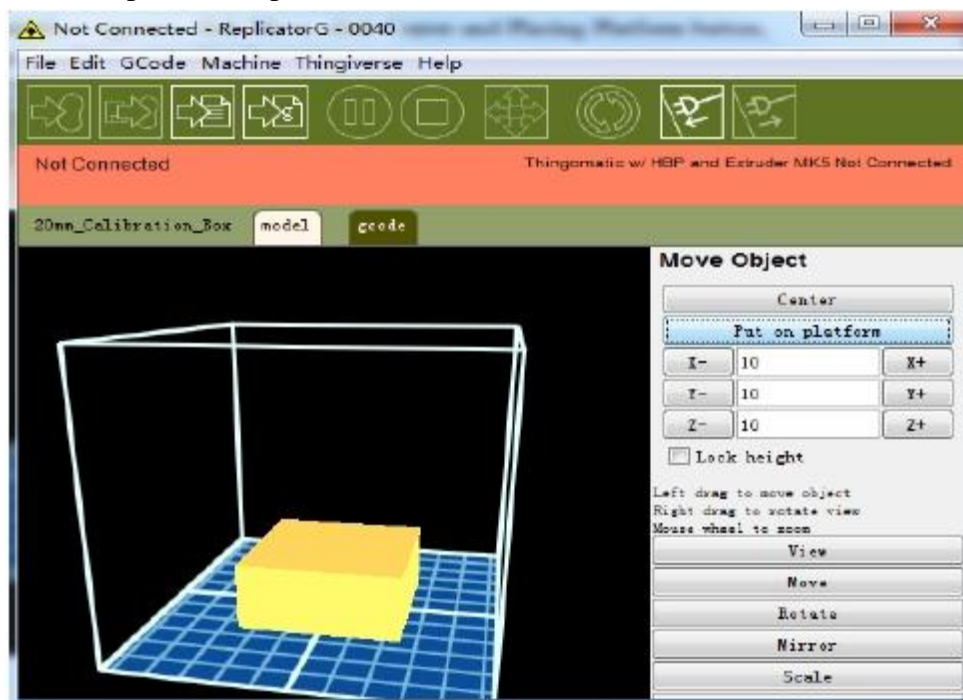 Not Connected - ReplicatorG - 0040
File Edit GCode Machine Thingiverse Help
Not Connected
Thingomatic w/ HBP and Extruder MK5 Not Connected
20mm_Calibration_Box model gcode
Move Object
Center
Put on platform
X- 10 X+
Y- 10 Y+
Z- 10 Z+
Lock height
Left drag to move object
Right drag to rotate view
Mouse wheel to zoom
View
Move
Rotate
Mirror
Scale